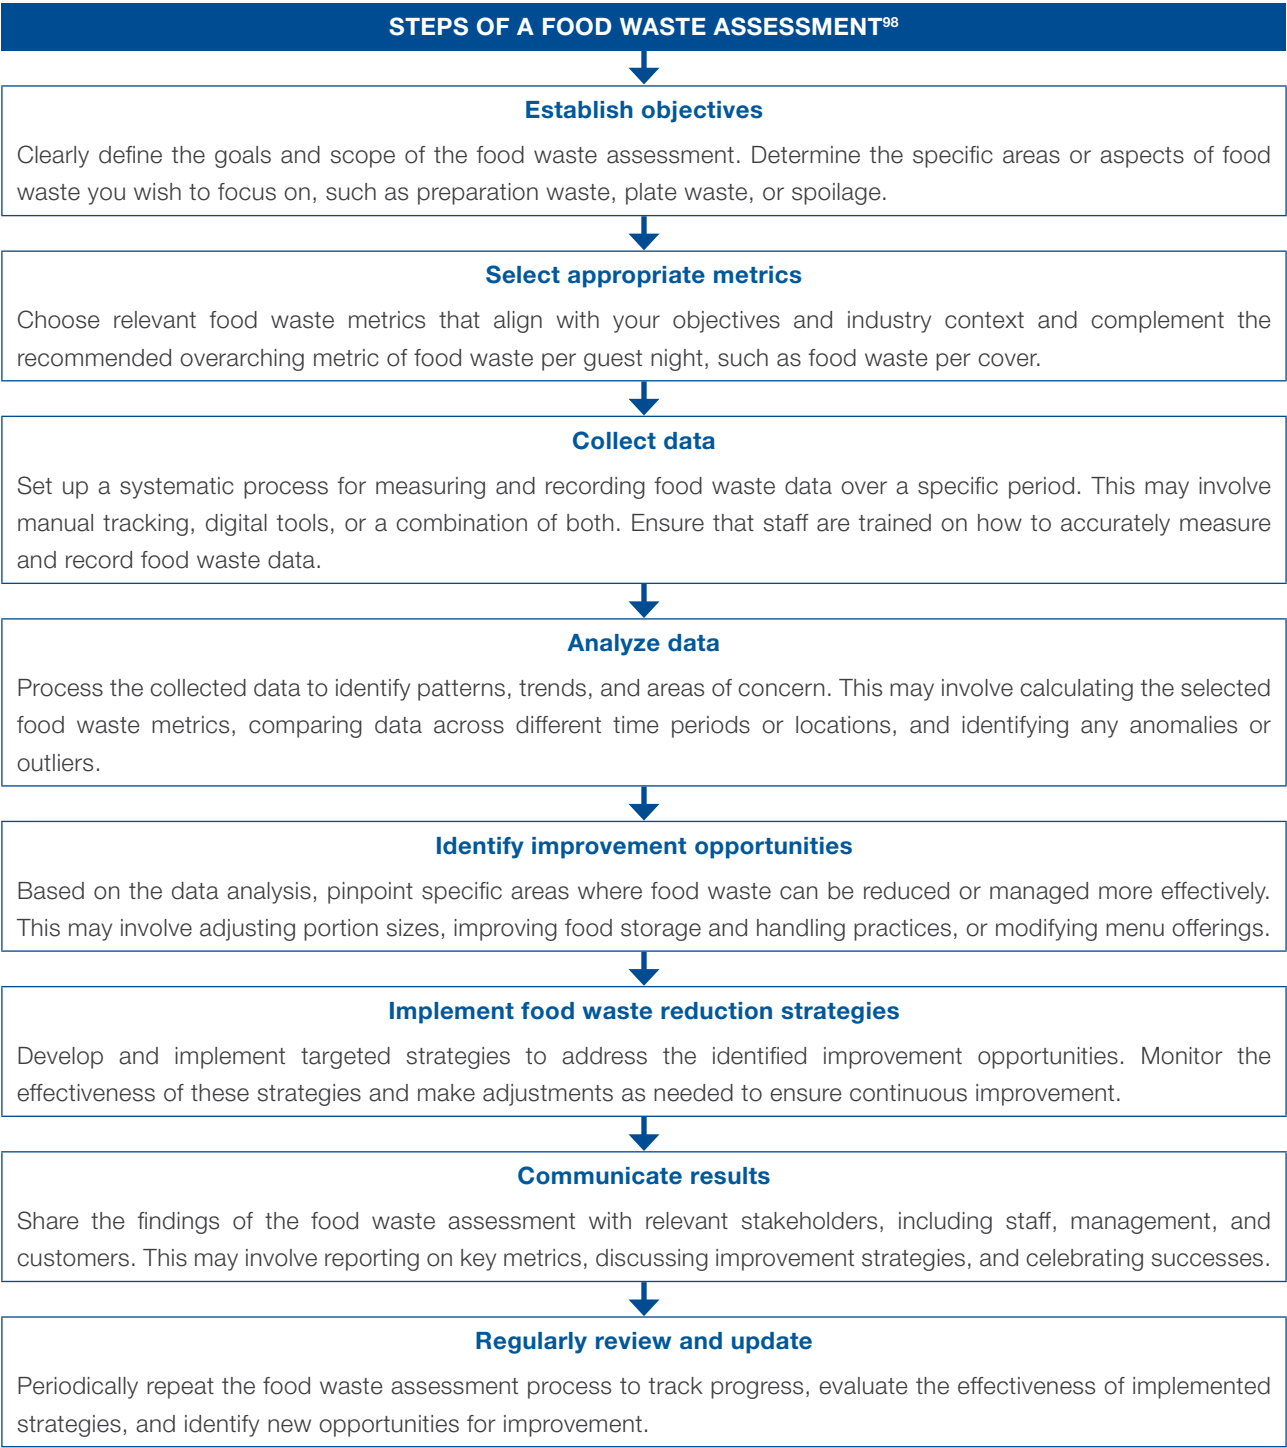 STEPS OF A FOOD WASTE ASSESSMENT98
Establish objectives
Clearly define the goals and scope of the food waste assessment. Determine the specific areas or aspects of food
waste you wish to focus on, such as preparation waste, plate waste, or spoilage.
Select appropriate metrics
Choose relevant food waste metrics that align with your objectives and industry context and complement the
recommended overarching metric of food waste per guest night, such as food waste per cover.
Collect data
Set up a systematic process for measuring and recording food waste data over a specific period. This may involve
manual tracking, digital tools, or a combination of both. Ensure that staff are trained on how to accurately measure
and record food waste data.
Analyze data
Process the collected data to identify patterns, trends, and areas of concern. This may involve calculating the selected
food waste metrics, comparing data across different time periods or locations, and identifying any anomalies or
outliers.
Identify improvement opportunities
Based on the data analysis, pinpoint specific areas where food waste can be reduced or managed more effectively.
This may involve adjusting portion sizes, improving food storage and handling practices, or modifying menu offerings.
Implement food waste reduction strategies
Develop and implement targeted strategies to address the identified improvement opportunities. Monitor the
effectiveness of these strategies and make adjustments as needed to ensure continuous improvement.
Communicate results
Share the findings of the food waste assessment with relevant stakeholders, including staff, management, and
customers. This may involve reporting on key metrics, discussing improvement strategies, and celebrating successes.
Regularly review and update
Periodically repeat the food waste assessment process to track progress, evaluate the effectiveness of implemented
strategies, and identify new opportunities for improvement.